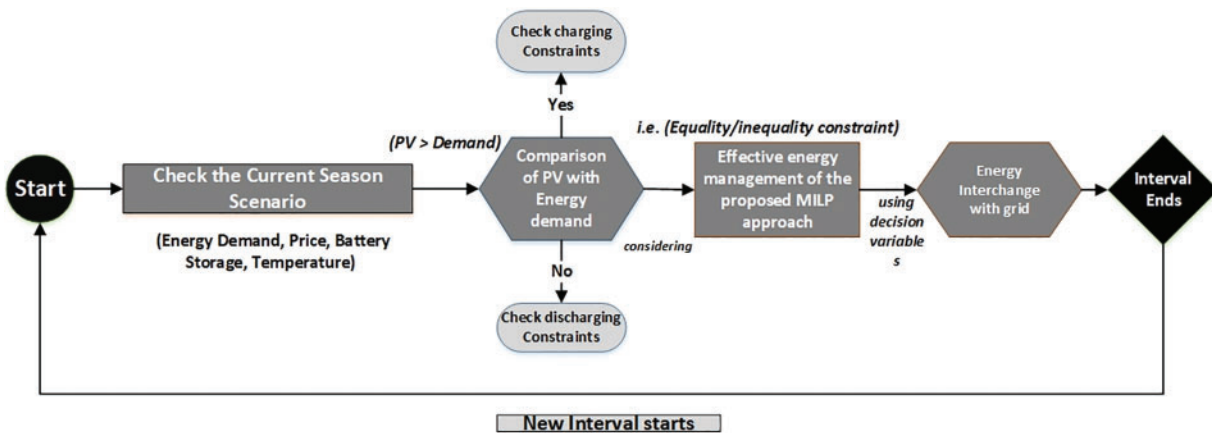 Check charging
Constraints
Yes
(PV > Demand)
i.e. (Equality/inequality constraint)
Start
Check the Current Season
Scenario
(Energy Demand, Price, Battery
Storage, Temperature)
Comparison
of PV with
Energy
demand
considering
Effective energy
management of the
proposed MILP
approach
using
decision
variable
s
Energy
Interchange
with grid
Interval
Ends
No
Check discharging
Constraints
New Interval starts